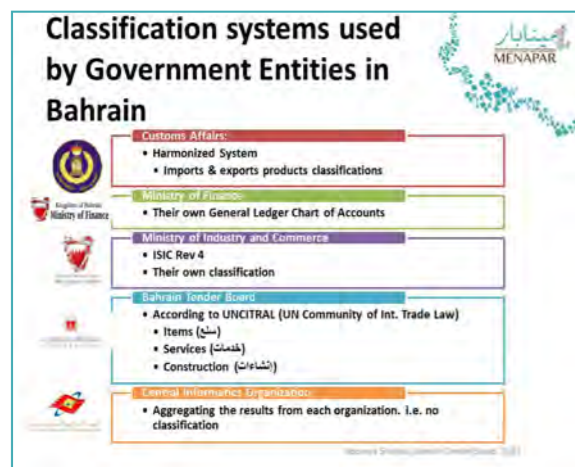 Classification systems used
by Government Entities in
Bahrain
مينابار
MENAPAR
Customs Affairs:
• Harmonized System
• Imports & exports products classifications
Kingdom of Bahrain
Ministry of Finance
Ministry of Finance
• Their own General Ledger Chart of Accounts
Ministry of Industry and Commerce
• ISIC Rev 4
• Their own classification
Bahrain Tender Board
• According to UNCITRAL (UN Community of Int. Trade Law)
• Items (سلع)
• Services (خدمات)
• Construction (إنشاءات)
Central Informatics Organization
• Aggregating the results from each organization. i.e. no
classification